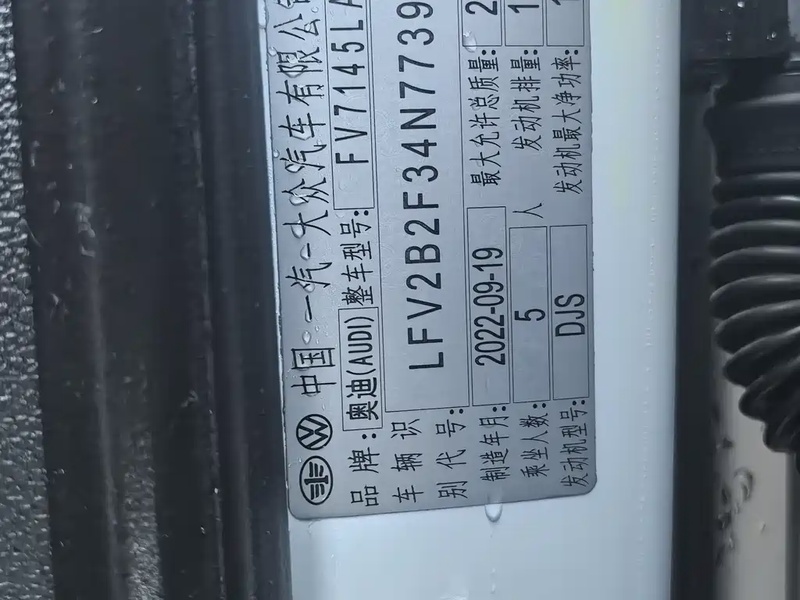 中国 一汽-大众汽车有限公
品牌: 奥迪(AUDI) 整车型号: FV7145LA
车辆识别代号: LFV2B2F34N7739
制造年月: 2022-09-19 最大允许总质量: 2
乘坐人数: 5 人 发动机排量: 1
发动机型号: DJS 发动机最大净功率: 1